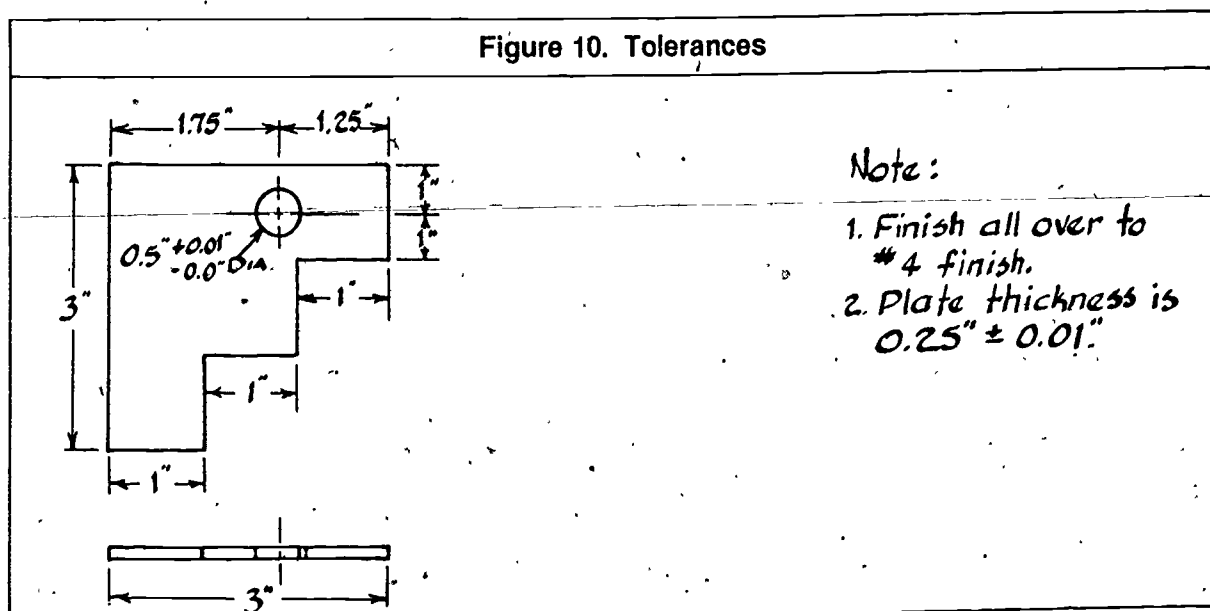 Figure 10. Tolerances
1.75"
1.25"
1"
1"
0.5" +0.01"
-0.0" DIA.
3"
1"
1"
1"
3"
Note:
1. Finish all over to
#4 finish.
2. Plate thickness is
0.25" ± 0.01".